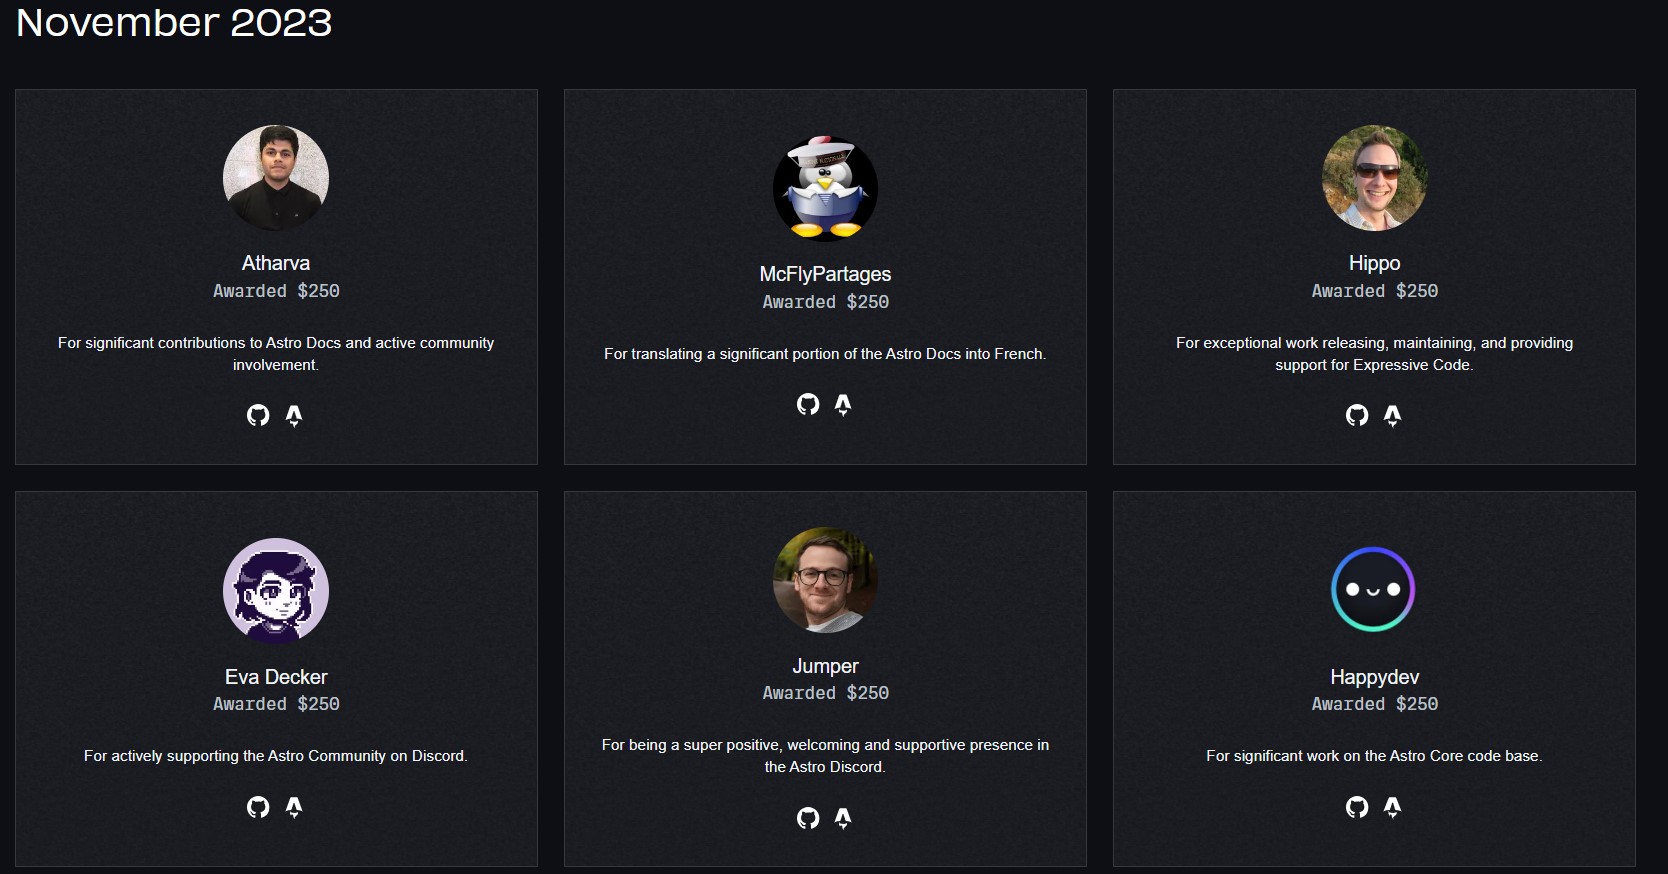 November 2023
Atharva
Awarded $250
For significant contributions to Astro Docs and active community
involvement.
McFlyPartages
Awarded $250
For translating a significant portion of the Astro Docs into French.
Hippo
Awarded $250
For exceptional work releasing, maintaining, and providing
support for Expressive Code.
Eva Decker
Awarded $250
For actively supporting the Astro Community on Discord.
Jumper
Awarded $250
For being a super positive, welcoming and supportive presence in
the Astro Discord.
Happydev
Awarded $250
For significant work on the Astro Core code base.